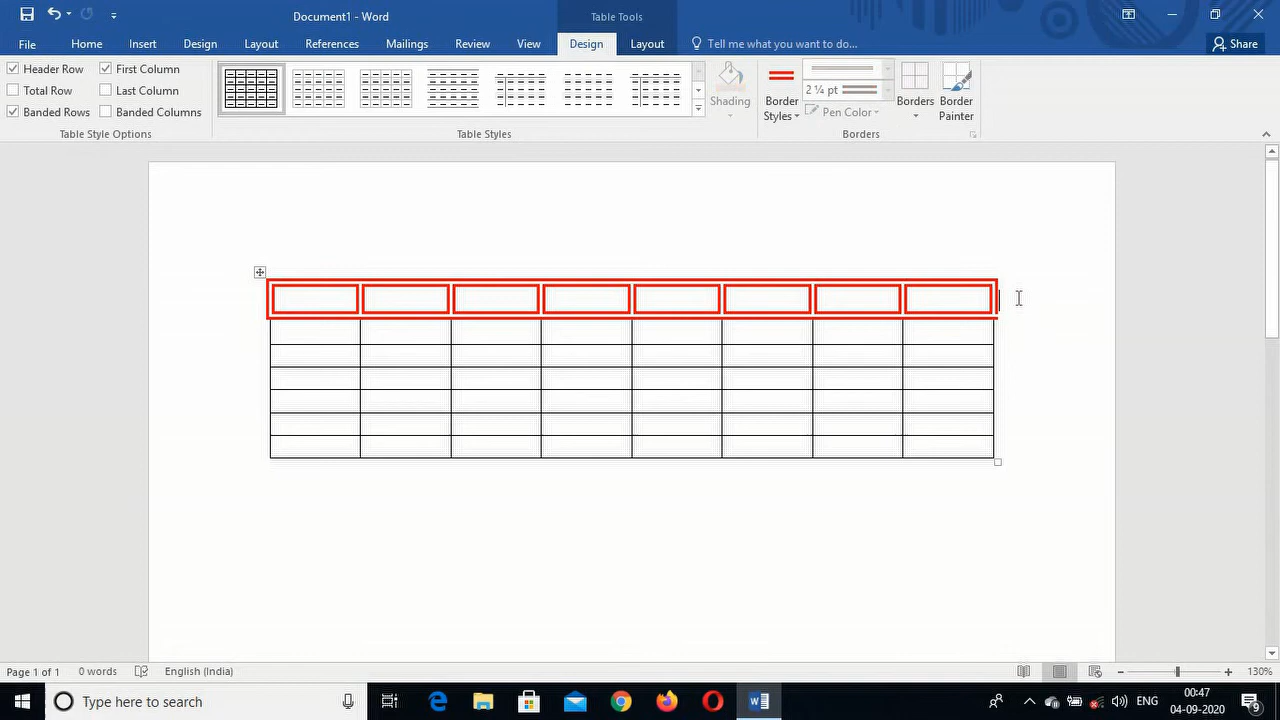 Document1 - Word
Table Tools
File
Home
Insert
Design
Layout
References
Mailings
Review
View
Design
Layout
Tell me what you want to do...
Share
Header Row
First Column
Total Row
Last Column
Banded Rows
Banded Columns
Table Style Options
Table Styles
Shading
Border
Styles
2 ¼ pt
Pen Color
Borders
Border
Painter
Borders
Page 1 of 1
0 words
English (India)
130%
Type here to search
ENG
00:47
04-09-2020
9